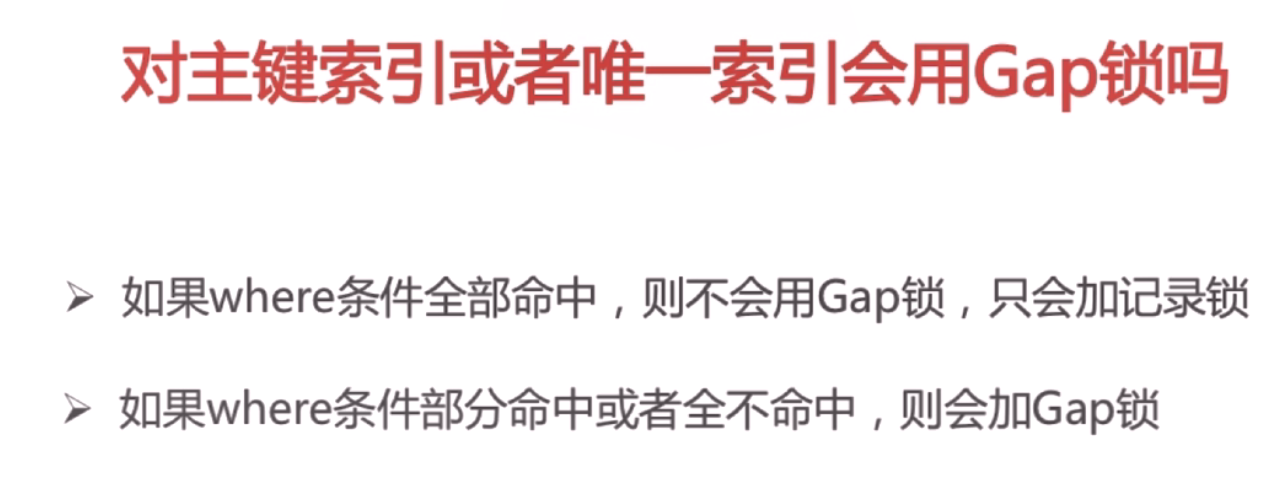 对主键索引或者唯一索引会用Gap锁吗
➢ 如果where条件全部命中，则不会用Gap锁，只会加记录锁
➢ 如果where条件部分命中或者全不命中，则会加Gap锁